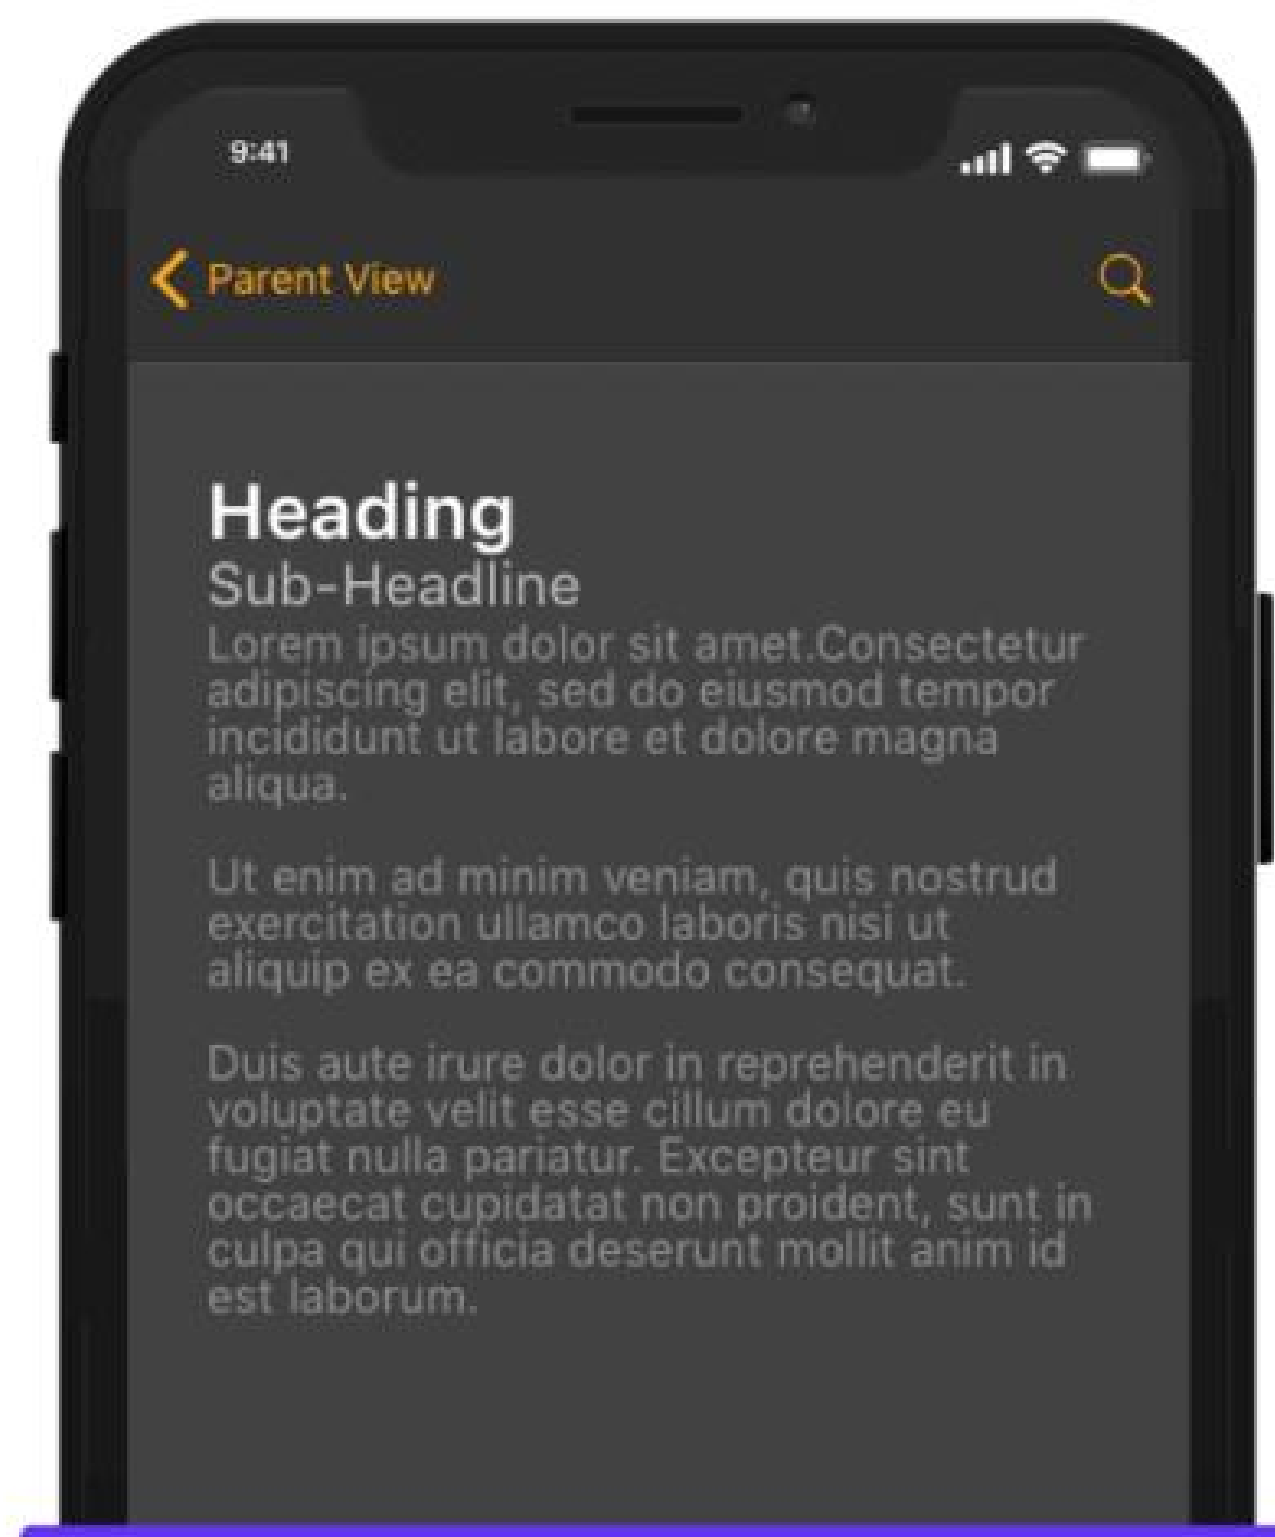 9:41
Parent View
Heading
Sub-Headline
Lorem ipsum dolor sit amet.Consectetur
adipiscing elit, sed do eiusmod tempor
incididunt ut labore et dolore magna
aliqua.
Ut enim ad minim veniam, quis nostrud
exercitation ullamco laboris nisi ut
aliquip ex ea commodo consequat.
Duis aute irure dolor in reprehenderit in
voluptate velit esse cillum dolore eu
fugiat nulla pariatur. Excepteur sint
occaecat cupidatat non proident, sunt in
culpa qui officia deserunt mollit anim id
est laborum.